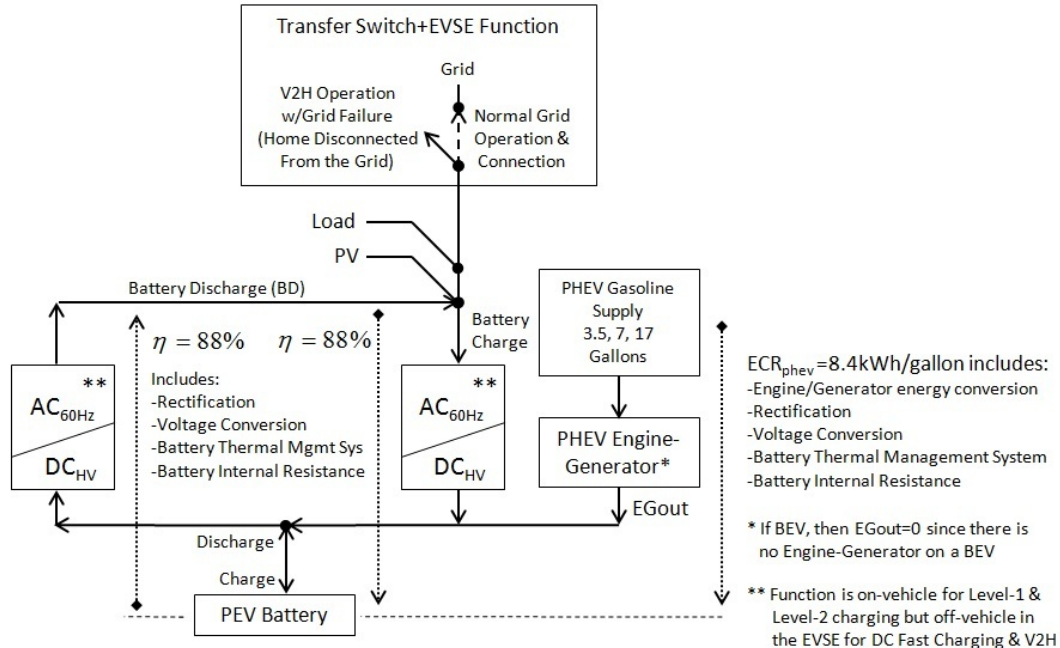 Transfer Switch+EVSE Function
Grid
V2H Operation
w/Grid Failure
(Home Disconnected
From the Grid)
Normal Grid
Operation &
Connection
Load
PV
Battery Discharge (BD)
Battery
Charge
PHEV Gasoline
Supply
3.5, 7, 17
Gallons
η = 88%
η = 88%
Includes:
-Rectification
-Voltage Conversion
-Battery Thermal Mgmt Sys
-Battery Internal Resistance
**
AC60Hz
DCHV
**
AC60Hz
DCHV
PHEV Engine-
Generator*
EGout
Discharge
Charge
PEV Battery
ECRphev=8.4kWh/gallon includes:
-Engine/Generator energy conversion
-Rectification
-Voltage Conversion
-Battery Thermal Management System
-Battery Internal Resistance
* If BEV, then EGout=0 since there is
no Engine-Generator on a BEV
** Function is on-vehicle for Level-1 &
Level-2 charging but off-vehicle in
the EVSE for DC Fast Charging & V2H